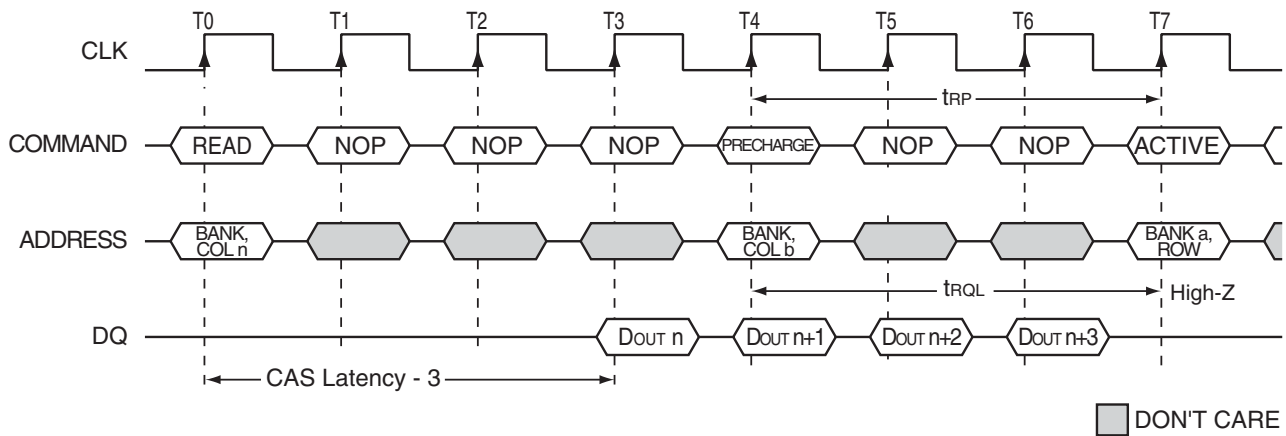 T0 T1 T2 T3 T4 T5 T6 T7
CLK
tRP
COMMAND READ NOP NOP NOP PRECHARGE NOP NOP ACTIVE
ADDRESS BANK, COL n BANK, COL b BANK a, ROW
tRQL High-Z
DQ DOUT n DOUT n+1 DOUT n+2 DOUT n+3
CAS Latency - 3
DON'T CARE